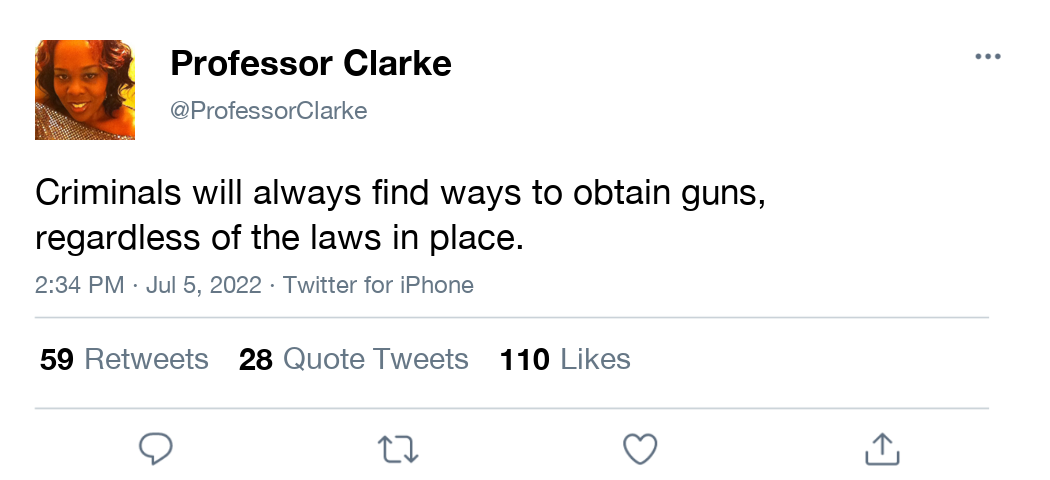 Professor Clarke
@ProfessorClarke
Criminals will always find ways to obtain guns,
regardless of the laws in place.
2:34 PM · Jul 5, 2022 · Twitter for iPhone
59 Retweets 28 Quote Tweets 110 Likes